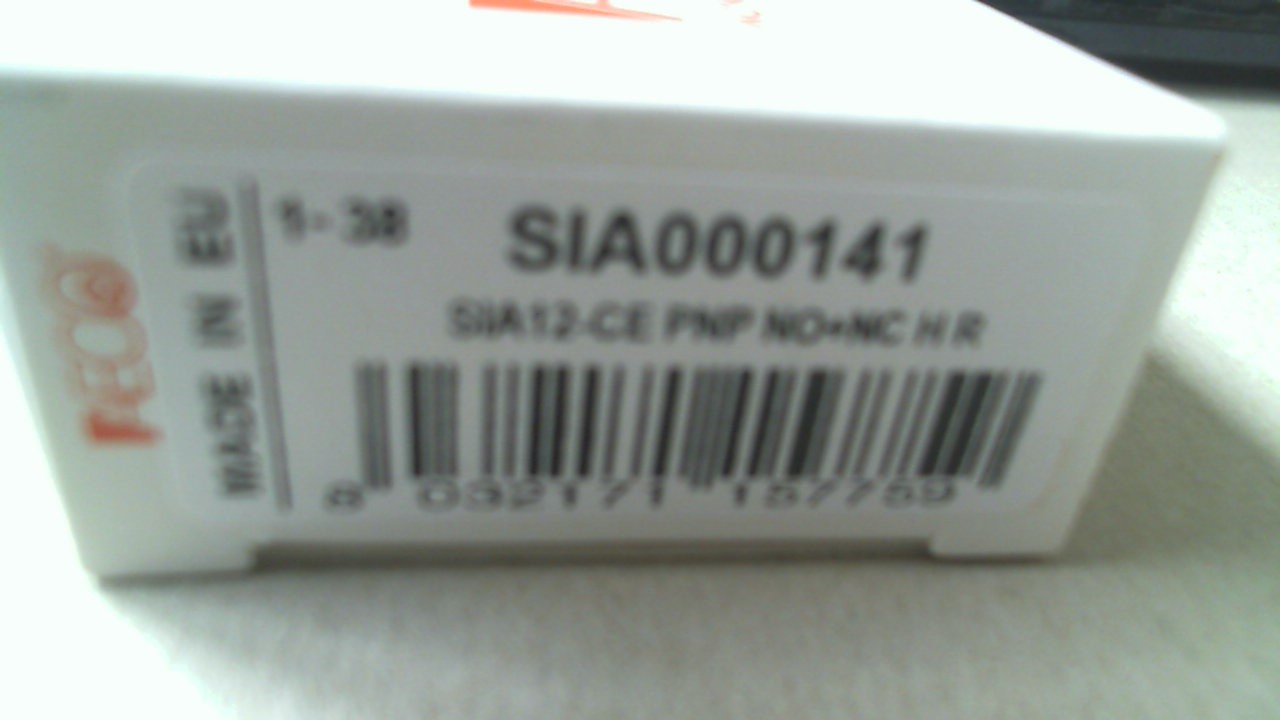 MADE IN EU
1-38
SIA000141
SIA12-CE PNP NO+NC H R
8 032171 157759